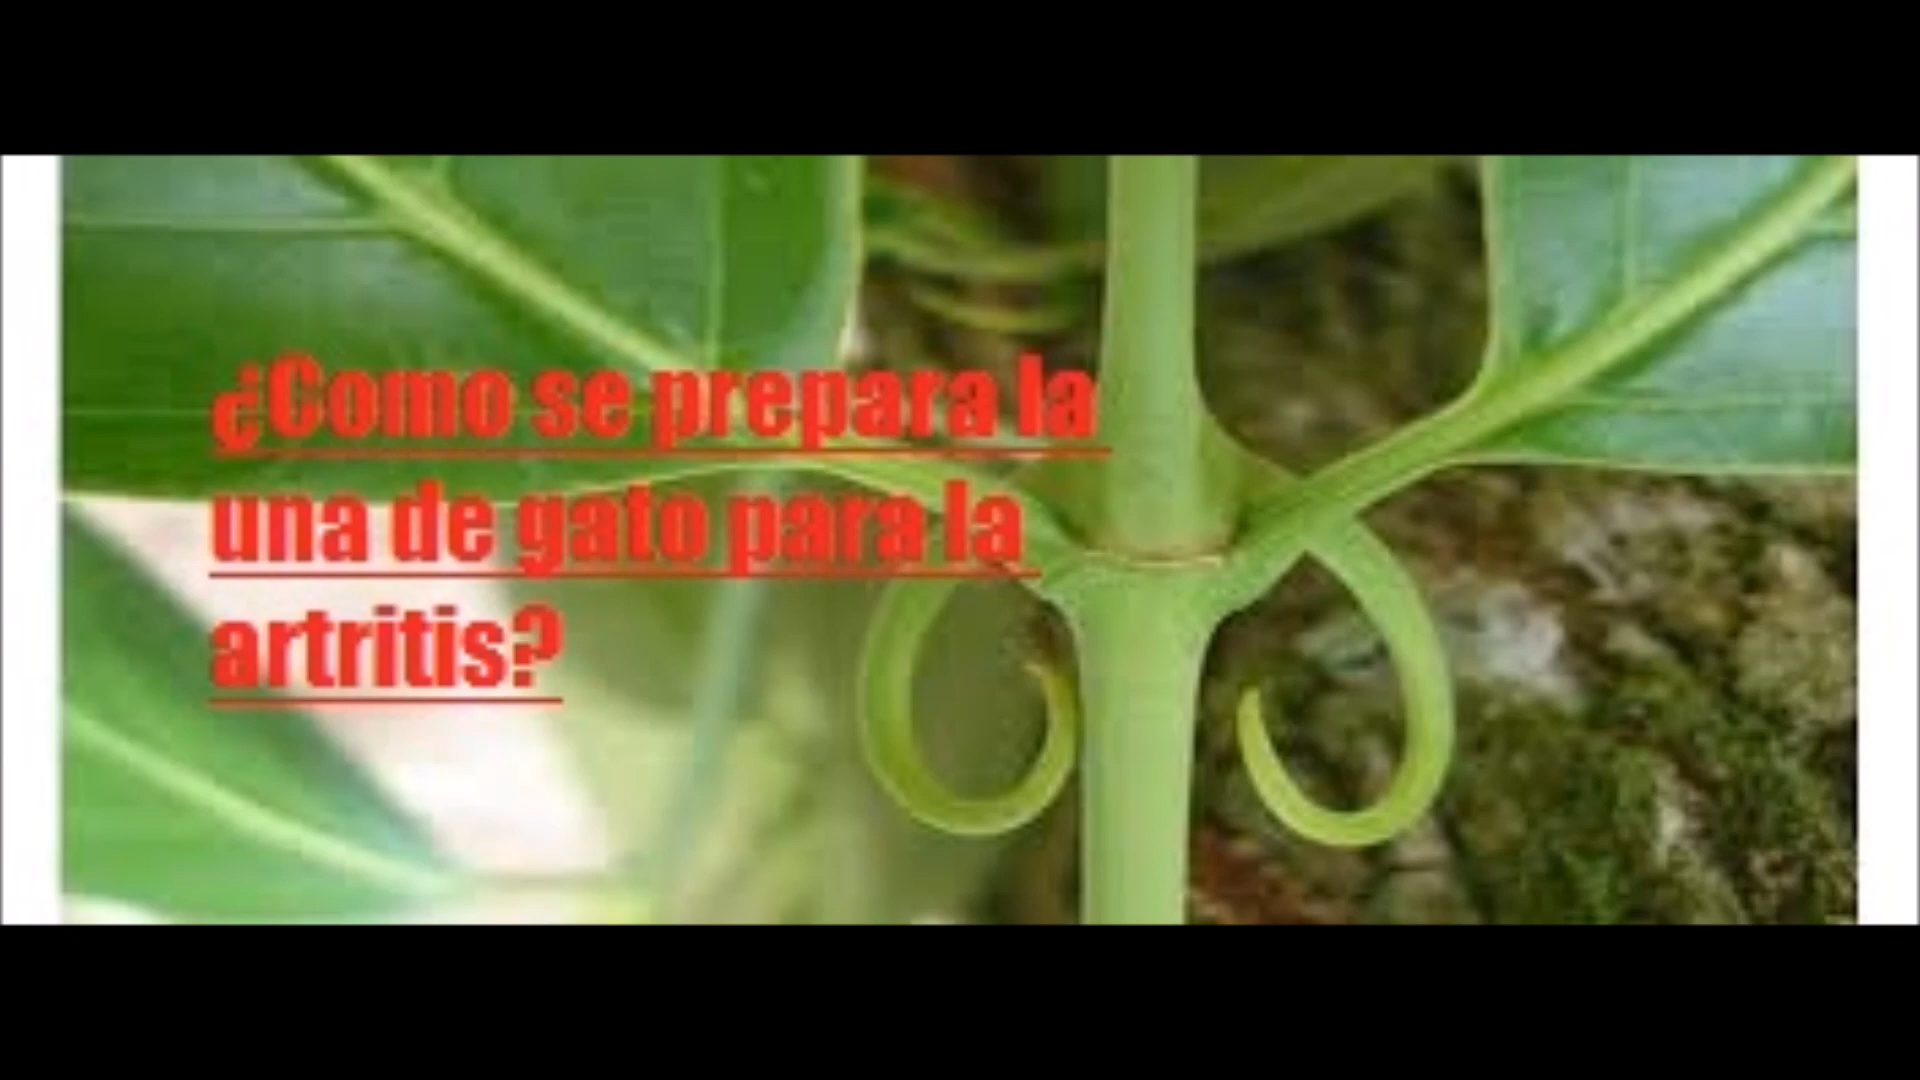 ¿Como se prepara la
una de gato para la
artritis?